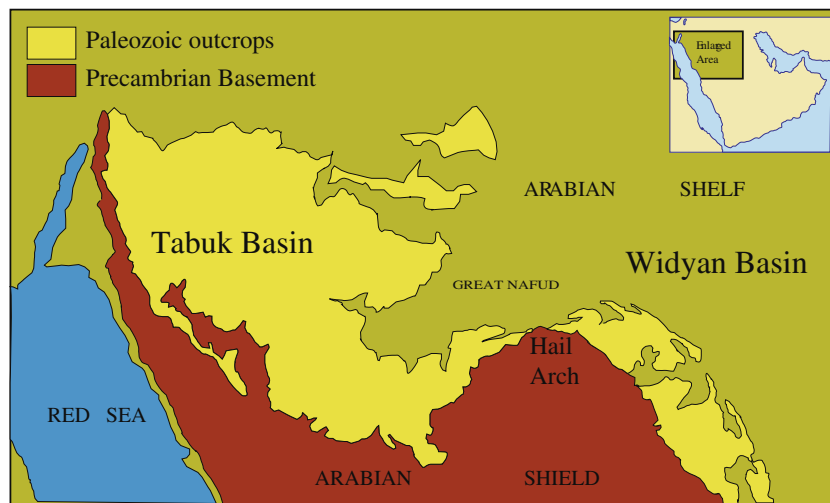 Paleozoic outcrops
Precambrian Basement
Enlaged
Area
ARABIAN SHELF
Tabuk Basin
Widyan Basin
GREAT NAFUD
Hail
Arch
RED SEA
ARABIAN SHIELD